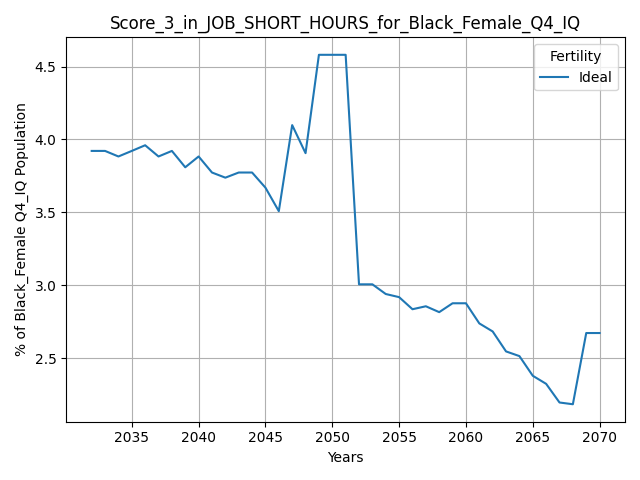 Score_3_in_JOB_SHORT_HOURS_for_Black_Female_Q4_IQ
Fertility
Ideal
% of Black_Female Q4_IQ Population
4.5
4.0
3.5
3.0
2.5
2035 2040 2045 2050 2055 2060 2065 2070
Years